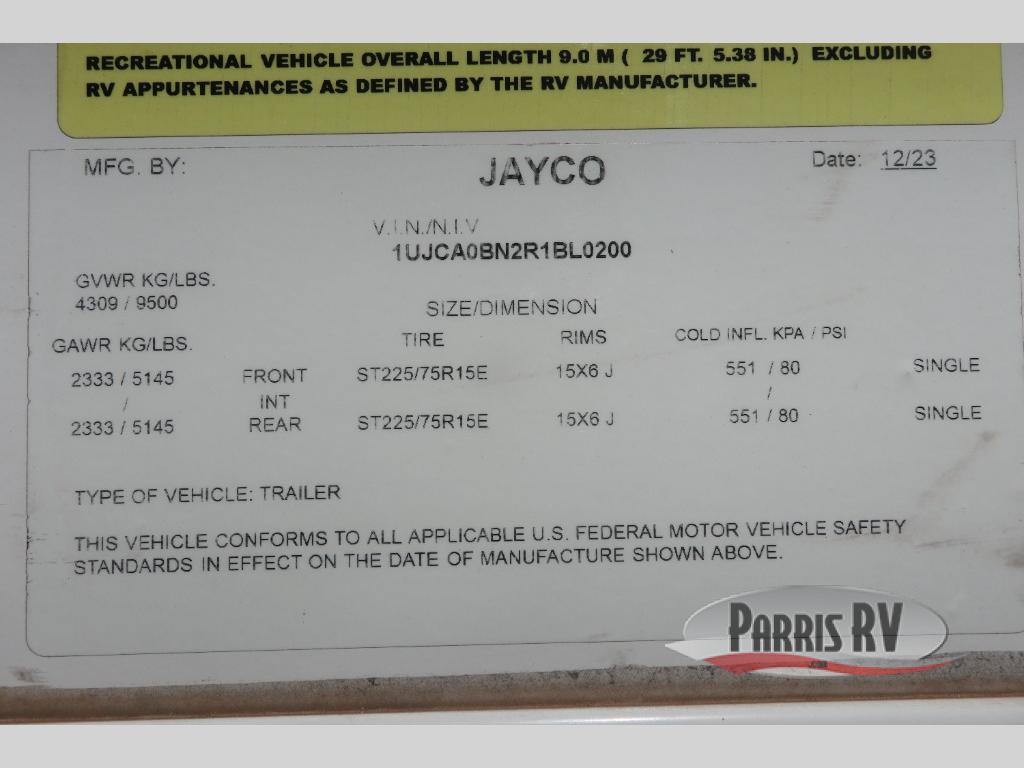 RECREATIONAL VEHICLE OVERALL LENGTH 9.0 M ( 29 FT. 5.38 IN.) EXCLUDING
RV APPURTENANCES AS DEFINED BY THE RV MANUFACTURER.
MFG. BY: JAYCO Date: 12/23
V.I.N./N.I.V
1UJCA0BN2R1BL0200
GVWR KG/LBS.
4309 / 9500
SIZE/DIMENSION
GAWR KG/LBS. TIRE RIMS COLD INFL. KPA / PSI
2333 / 5145 FRONT ST225/75R15E 15X6 J 551 / 80 SINGLE
/ INT /
2333 / 5145 REAR ST225/75R15E 15X6 J 551 / 80 SINGLE
TYPE OF VEHICLE: TRAILER
THIS VEHICLE CONFORMS TO ALL APPLICABLE U.S. FEDERAL MOTOR VEHICLE SAFETY
STANDARDS IN EFFECT ON THE DATE OF MANUFACTURE SHOWN ABOVE.
PARRIS RV
.com